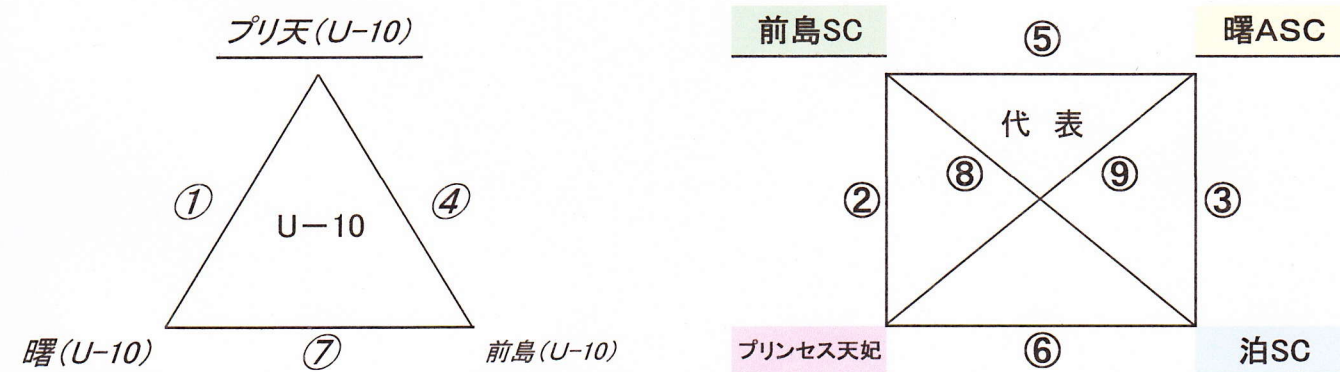 プリ天(U-10)
①
④
U－10
曙(U-10)
⑦
前島(U-10)
前島SC
⑤
曙ASC
代 表
⑧
⑨
②
③
プリンセス天妃
⑥
泊SC